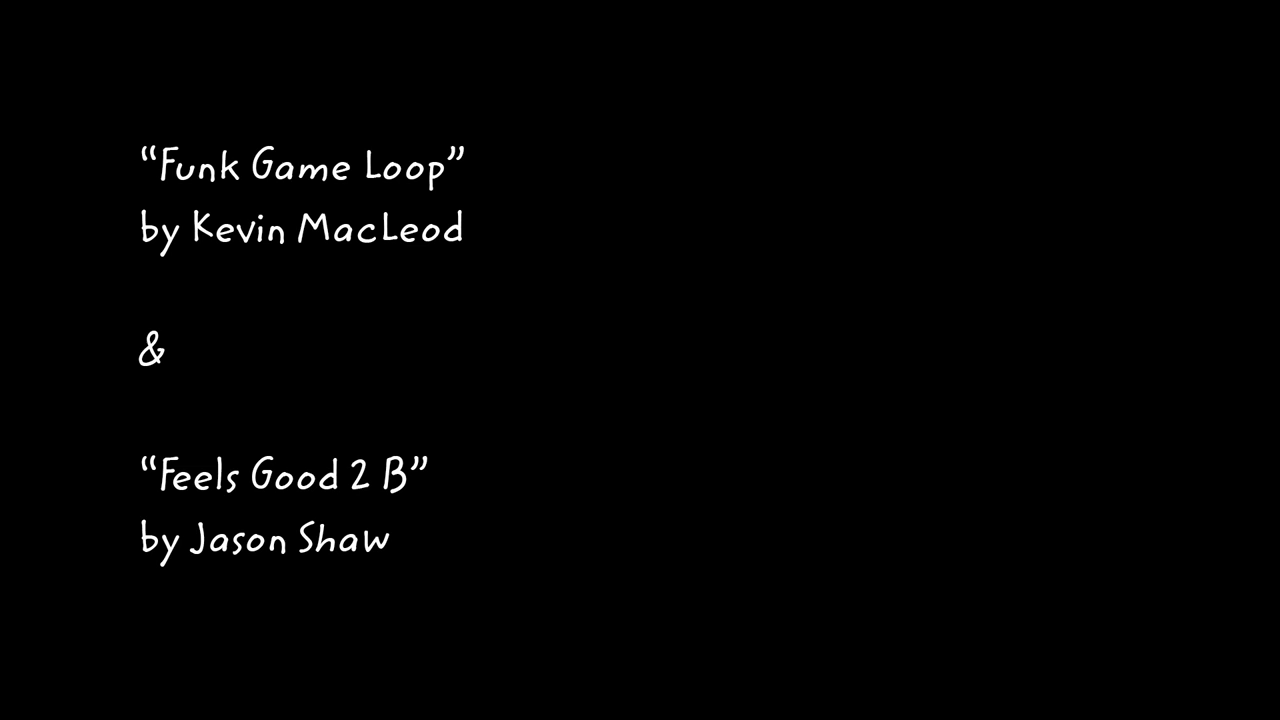 “Funk Game Loop”
by Kevin MacLeod
&
“Feels Good 2 B”
by Jason Shaw